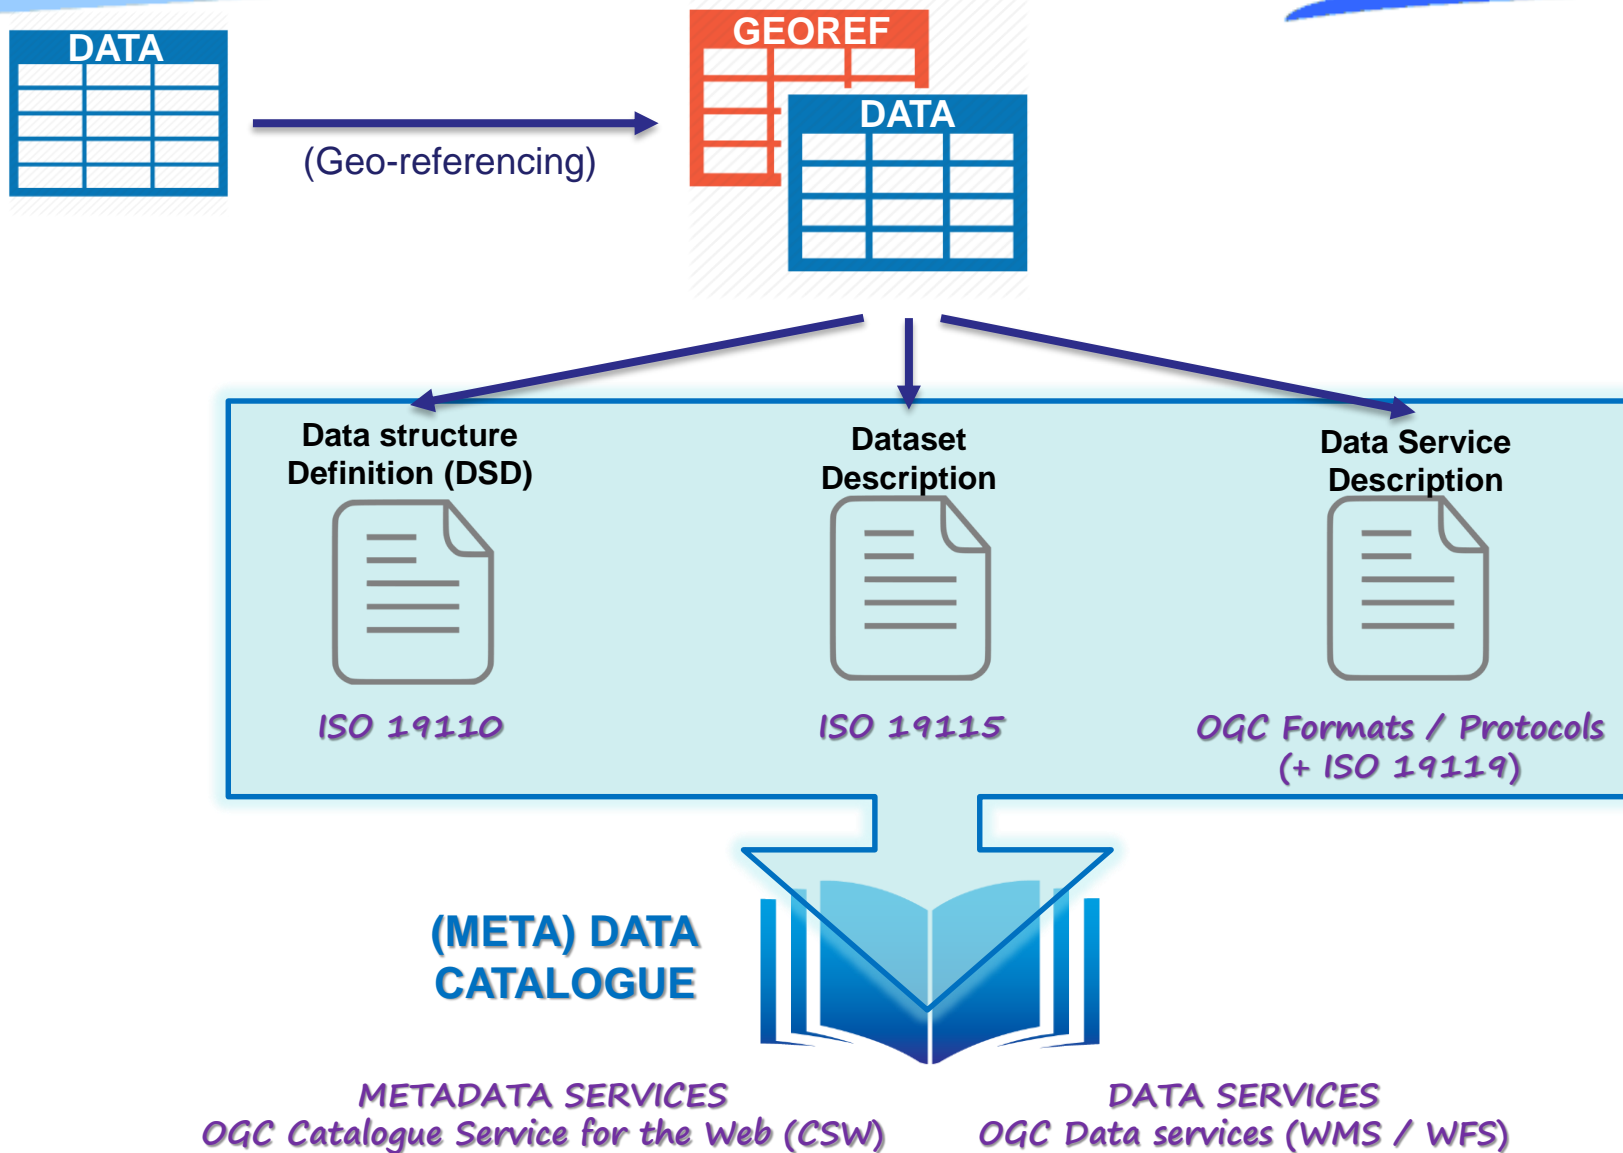 DATA
GEOREF
DATA
(Geo-referencing)
Data structure
Definition (DSD)
Dataset
Description
Data Service
Description
ISO 19110
ISO 19115
OGC Formats / Protocols
(+ ISO 19119)
(META) DATA
CATALOGUE
METADATA SERVICES
OGC Catalogue Service for the Web (CSW)
DATA SERVICES
OGC Data services (WMS / WFS)